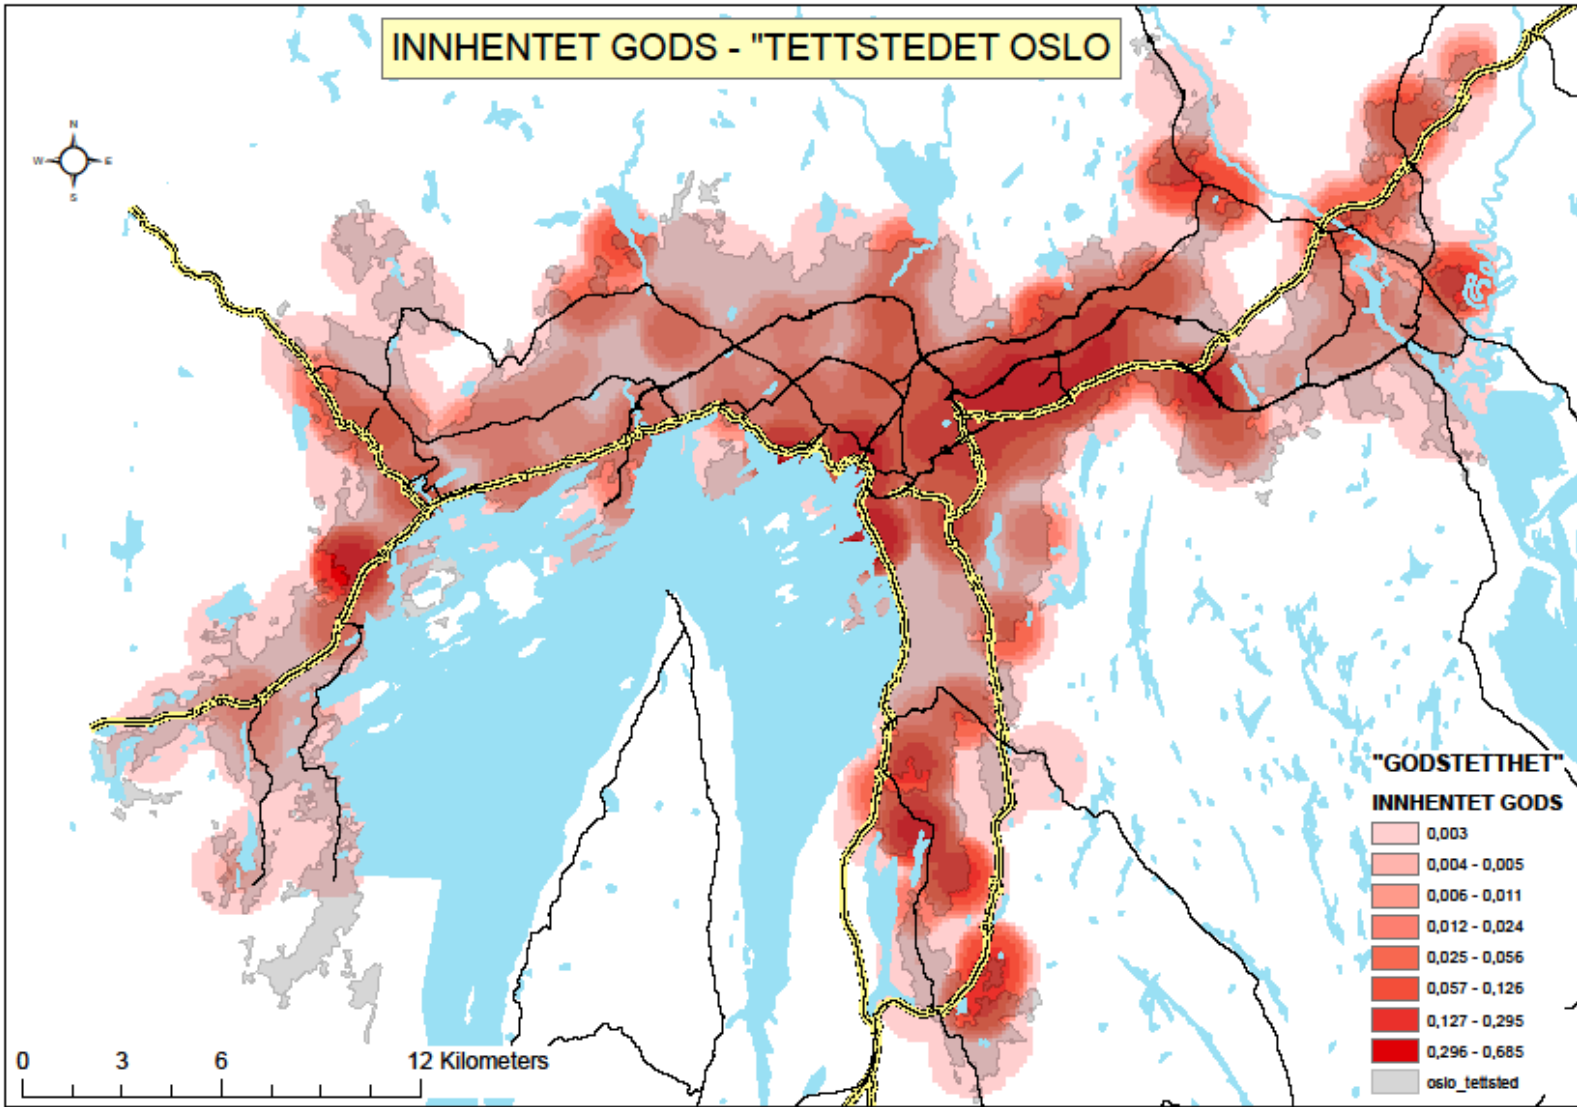 INNHENTET GODS - "TETTSTEDET OSLO
N
W E
S
"GODSTETTHET"
INNHENTET GODS
0,003
0,004 - 0,005
0,006 - 0,011
0,012 - 0,024
0,025 - 0,056
0,057 - 0,126
0,127 - 0,295
0,296 - 0,685
oslo_tettsted
0 3 6 12 Kilometers